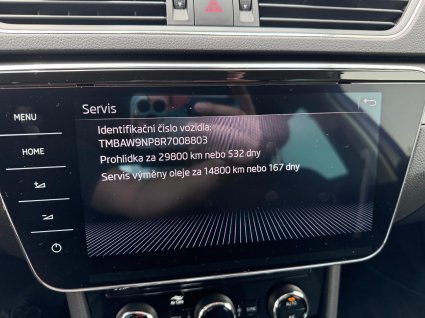 MENU
HOME
Servis
Identifikační číslo vozidla:
TMBAW9NP8R7008803
Prohlídka za 29800 km nebo 532 dny
Servis výměny oleje za 14800 km nebo 167 dny
AUTO